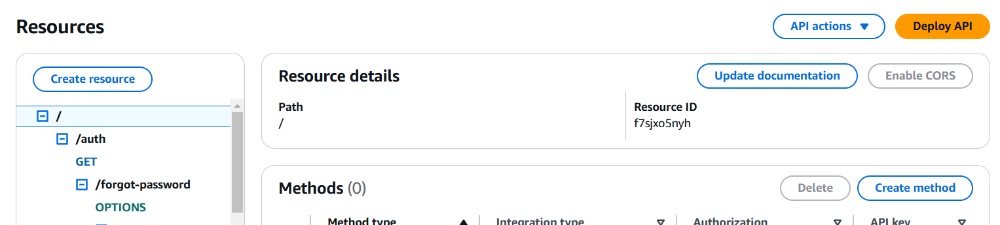 Resources
API actions
Deploy API
Create resource
/
/auth
GET
/forgot-password
OPTIONS
Resource details
Update documentation
Enable CORS
Path
/
Resource ID
f7sjxo5nyh
Methods (0)
Delete
Create method
Method type
Integration type
Authorization
API key